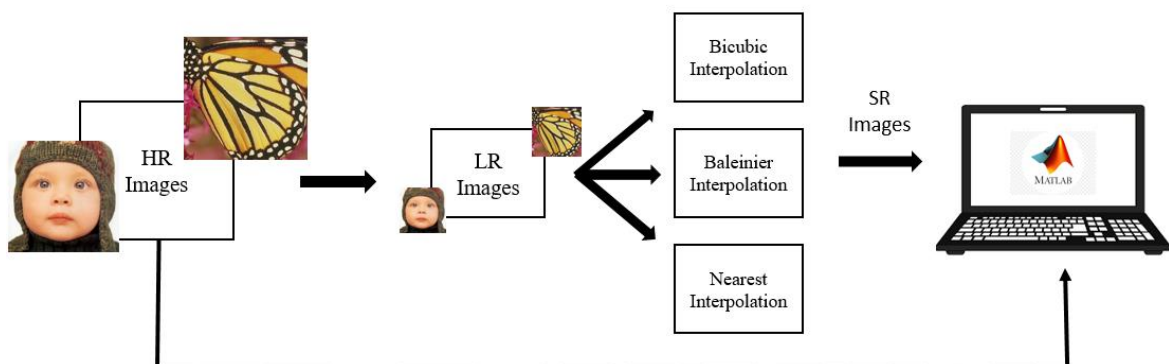 HR
Images
LR
Images
Bicubic
Interpolation
Baleinier
Interpolation
Nearest
Interpolation
SR
Images
MATLAB